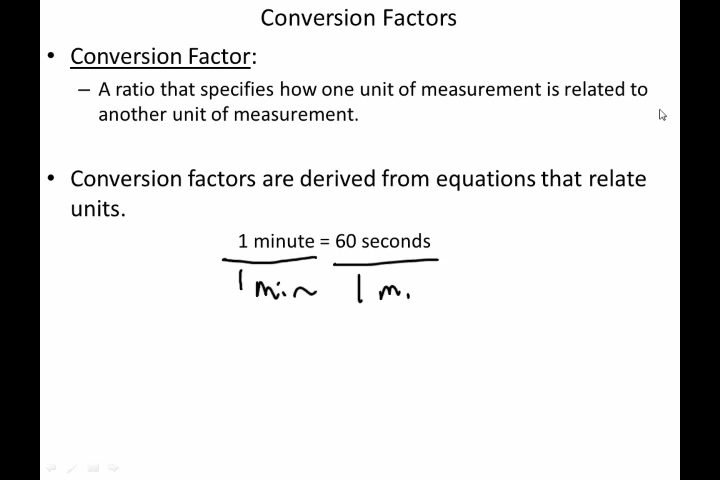 Conversion Factors
• Conversion Factor:
– A ratio that specifies how one unit of measurement is related to
another unit of measurement.
• Conversion factors are derived from equations that relate
units.
1 minute = 60 seconds
1 min 1 m.